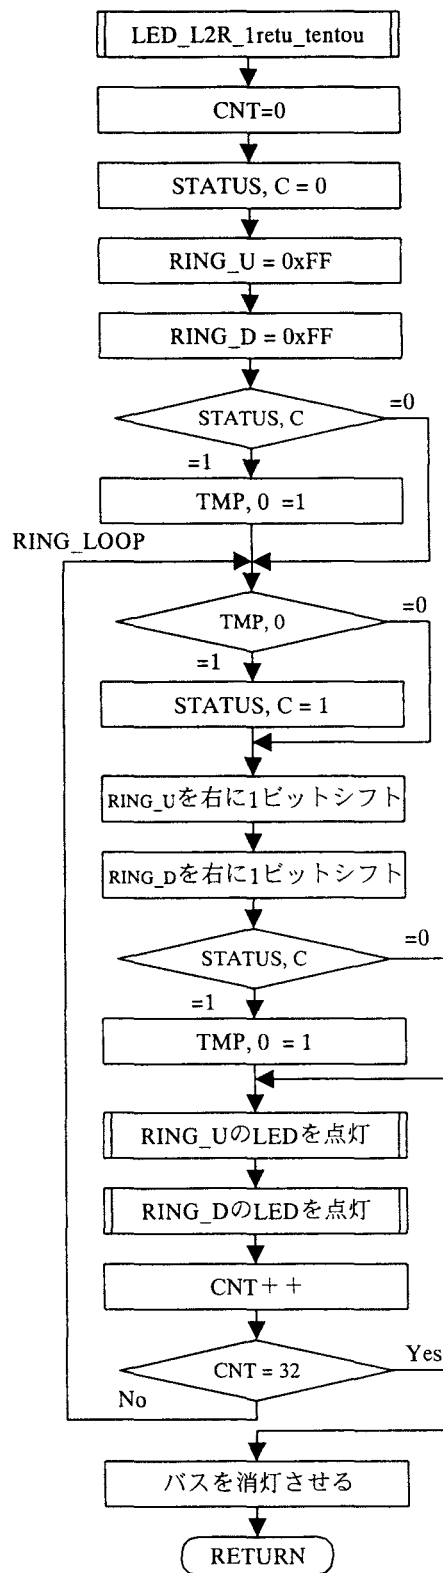 LED_L2R_1retu_tentou
CNT=0
STATUS, C = 0
RING_U = 0xFF
RING_D = 0xFF
STATUS, C
=0
=1
TMP, 0 =1
RING_LOOP
TMP, 0
=0
=1
STATUS, C = 1
RING_Uを右に1ビットシフト
RING_Dを右に1ビットシフト
STATUS, C
=0
=1
TMP, 0 = 1
RING_UのLEDを点灯
RING_DのLEDを点灯
CNT++
CNT = 32
Yes
No
バスを消灯させる
RETURN